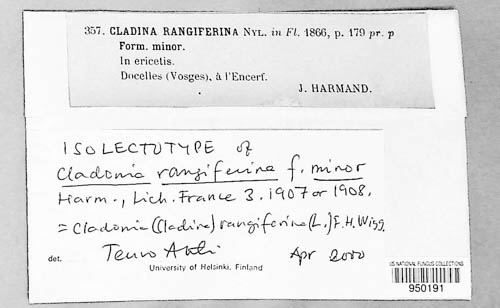 357. CLADINA RANGIFERINA NYL. in Fl. 1866, p. 179 pr. p
Form. minor.
In ericetis.
Docelles (Vosges), à l'Encerf.
J. HARMAND.
ISOLECTOTYPE of
Cladonia rangiferina f. minor
Harm., Lich. France 3. 1907 or 1908.
= Cladonia (Cladina) rangiferina (L.) F. H. Wigg.
det. Teuvo Ahti Apr 2000
University of Helsinki, Finland
US NATIONAL FUNGUS COLLECTIONS
950191